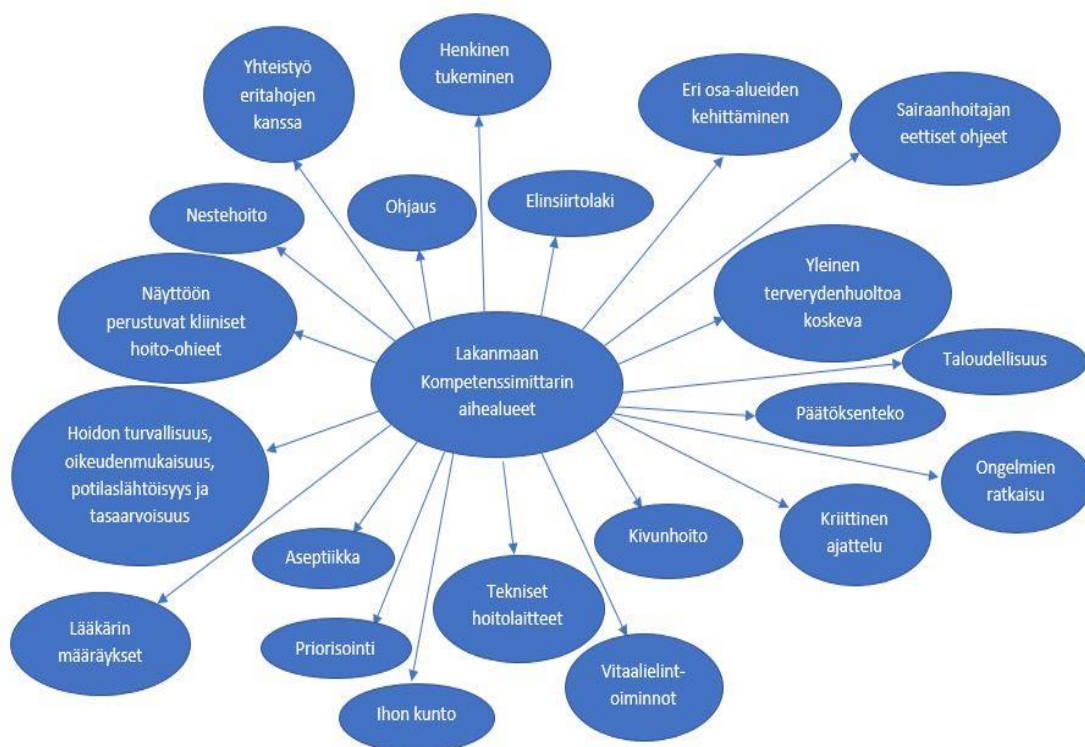 Henkinen
tukeminen
Yhteistyö
eritahojen
kanssa
Eri osa-alueiden
kehittäminen
Sairaanhoitajan
eettiset ohjeet
Nestehoito
Ohjaus
Elinsiirtolaki
Näyttöön
perustuvat kliiniset
hoito-ohieet
Yleinen
terverydenhuoltoa
koskeva
Lakanmaan
Kompetenssimittarin
aihealueet
Taloudellisuus
Päätöksenteko
Hoidon turvallisuus,
oikeudenmukaisuus,
potilaslähtöisyys ja
tasaarvoisuus
Ongelmien
ratkaisu
Kriittinen
ajattelu
Kivunhoito
Aseptiikka
Tekniset
hoitolaitteet
Lääkärin
määräykset
Priorisointi
Vitaalielint-
oiminnot
Ihon kunto